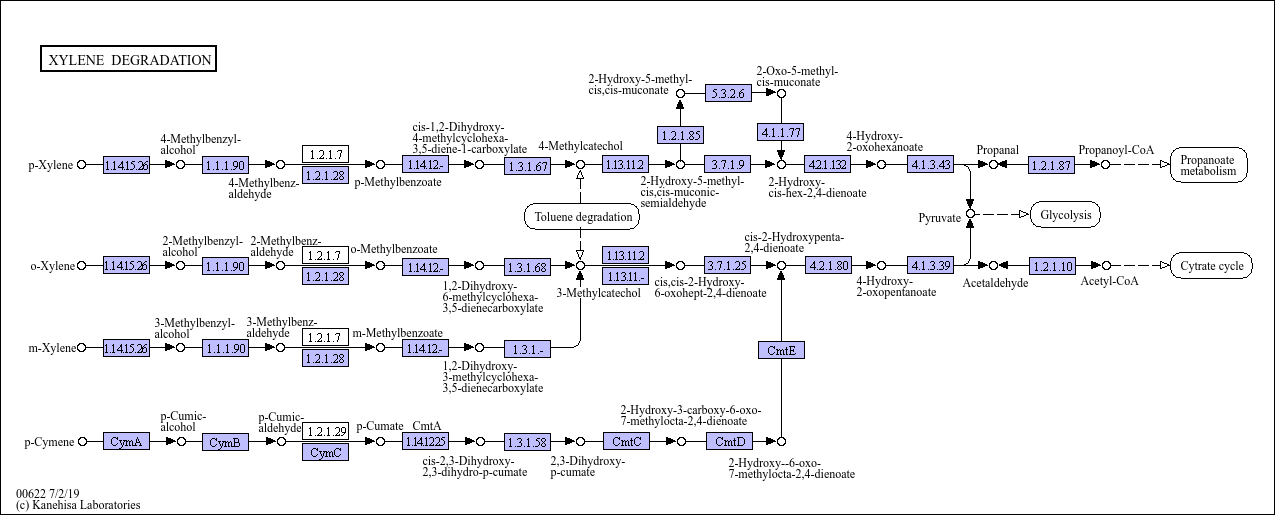 XYLENE DEGRADATION
2-Hydroxy-5-methyl-
cis,cis-muconate
5.3.2.6
2-Oxo-5-methyl-
cis-muconate
1.2.1.85
4.1.1.77
p-Xylene
1.14.15.26
4-Methylbenzyl-
alcohol
1.1.1.90
4-Methylbenz-
aldehyde
1.2.1.7
1.2.1.28
p-Methylbenzoate
1.14.12.-
cis-1,2-Dihydroxy-
4-methylcyclohexa-
3,5-diene-1-carboxylate
1.3.1.67
4-Methylcatechol
1.13.11.2
2-Hydroxy-5-methyl-
cis,cis-muconic-
semialdehyde
3.7.1.9
2-Hydroxy-
cis-hex-2,4-dienoate
4.2.1.132
4-Hydroxy-
2-oxohexanoate
4.1.3.43
Propanal
1.2.1.87
Propanoyl-CoA
Propanoate
metabolism
Toluene degradation
Pyruvate
Glycolysis
o-Xylene
1.14.15.26
2-Methylbenzyl-
alcohol
1.1.1.90
2-Methylbenz-
aldehyde
1.2.1.7
1.2.1.28
o-Methylbenzoate
1.14.12.-
1,2-Dihydroxy-
6-methylcyclohexa-
3,5-dienecarboxylate
1.3.1.68
3-Methylcatechol
1.13.11.2
1.13.11.-
cis,cis-2-Hydroxy-
6-oxohept-2,4-dienoate
3.7.1.25
cis-2-Hydroxypenta-
2,4-dienoate
4.2.1.80
4-Hydroxy-
2-oxopentanoate
4.1.3.39
Acetaldehyde
1.2.1.10
Acetyl-CoA
Cytrate cycle
m-Xylene
1.14.15.26
3-Methylbenzyl-
alcohol
1.1.1.90
3-Methylbenz-
aldehyde
1.2.1.7
1.2.1.28
m-Methylbenzoate
1.14.12.-
1,2-Dihydroxy-
3-methylcyclohexa-
3,5-dienecarboxylate
1.3.1.-
CmtE
p-Cymene
CymA
p-Cumic-
alcohol
CymB
p-Cumic-
aldehyde
1.2.1.29
CymC
p-Cumate
CmtA
1.14.12.25
cis-2,3-Dihydroxy-
2,3-dihydro-p-cumate
1.3.1.58
2,3-Dihydroxy-
p-cumate
CmtC
2-Hydroxy-3-carboxy-6-oxo-
7-methylocta-2,4-dienoate
CmtD
2-Hydroxy--6-oxo-
7-methylocta-2,4-dienoate
00622 7/2/19
(c) Kanehisa Laboratories